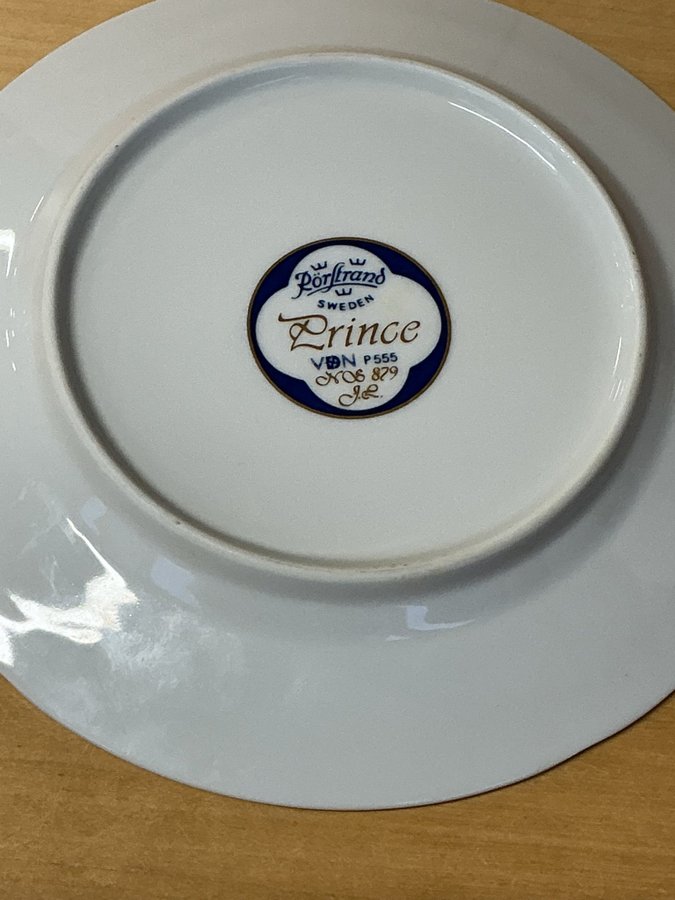 Rörstrand
SWEDEN
Prince
VDN P555
NS 879
J.L.